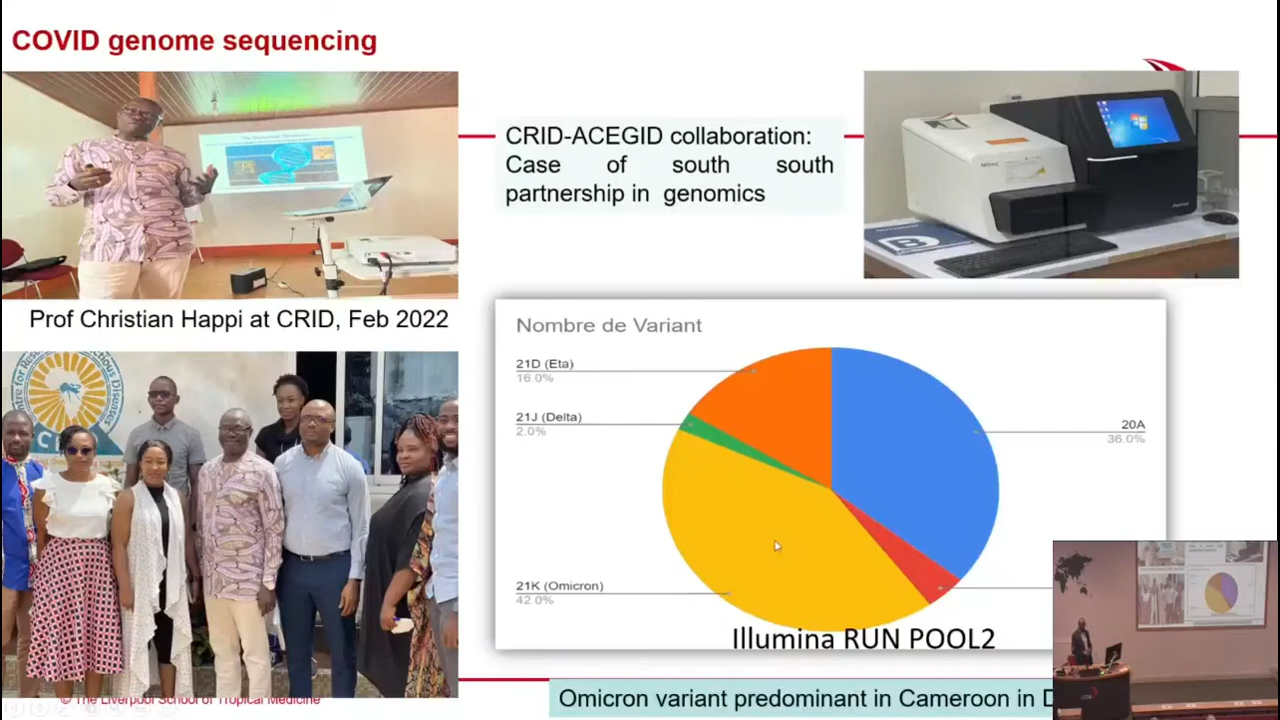 COVID genome sequencing
CRID-ACEGID collaboration:
Case of south south
partnership in genomics
Prof Christian Happi at CRID, Feb 2022
Nombre de Variant
21D (Eta)
16.0%
21J (Delta)
2.0%
20A
36.0%
21K (Omicron)
42.0%
Illumina RUN POOL2
Omicron variant predominant in Cameroon in D
© The Liverpool School of Tropical Medicine